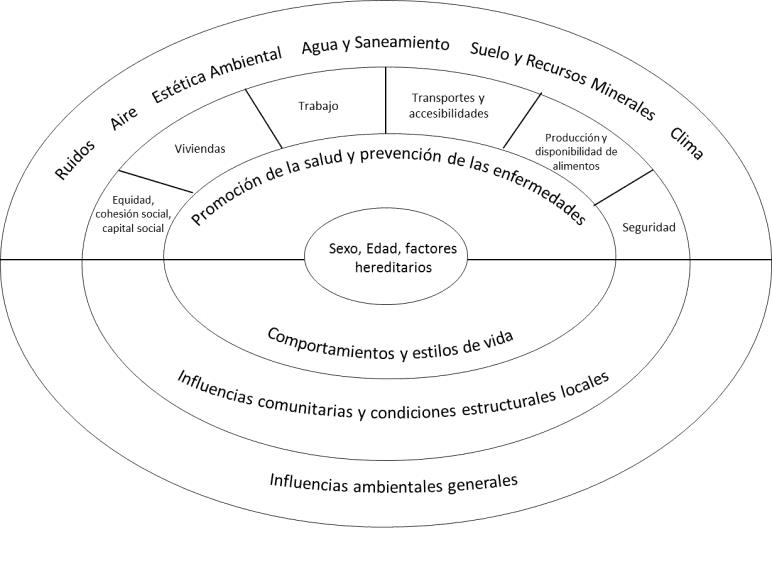 Ruidos
Aire
Estética Ambiental
Agua y Saneamiento
Suelo y Recursos Minerales
Clima
Equidad,
cohesión social,
capital social
Viviendas
Trabajo
Transportes y
accesibilidades
Producción y
disponibilidad de
alimentos
Seguridad
Promoción de la salud y prevención de las enfermedades
Sexo, Edad, factores
hereditarios
Comportamientos y estilos de vida
Influencias comunitarias y condiciones estructurales locales
Influencias ambientales generales